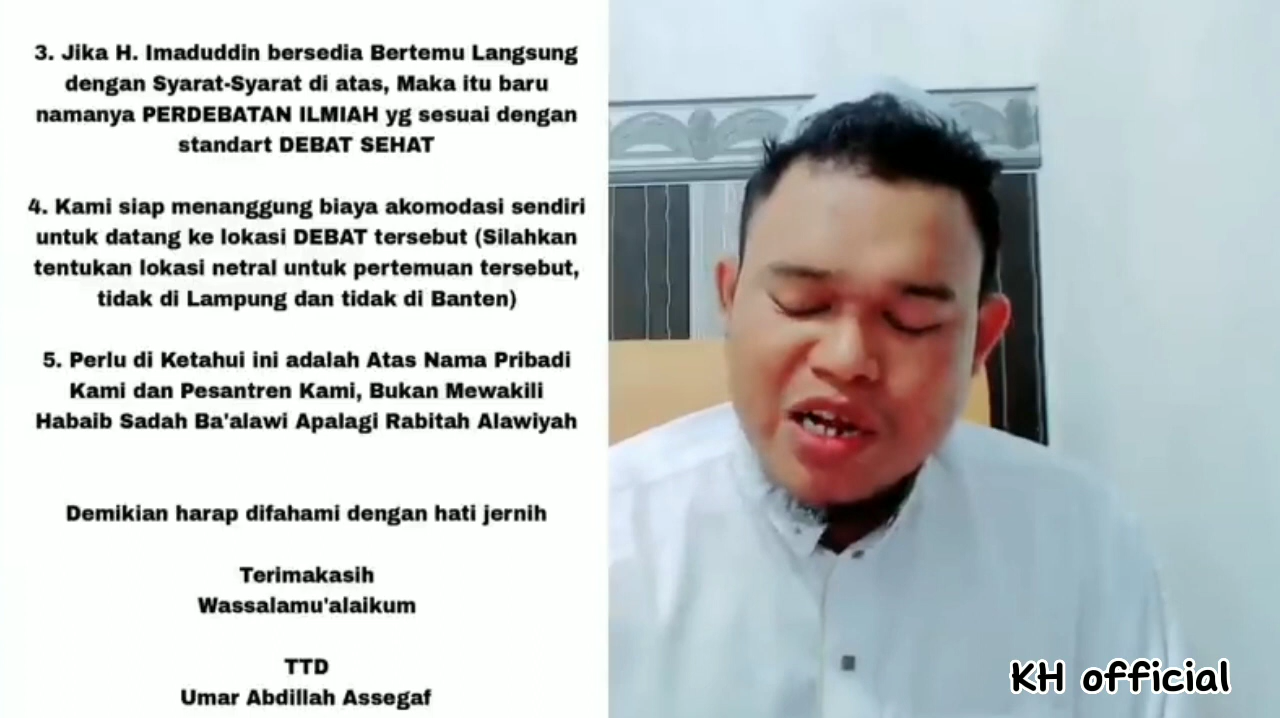 3. Jika H. Imaduddin bersedia Bertemu Langsung
dengan Syarat-Syarat di atas, Maka itu baru
namanya PERDEBATAN ILMIAH yg sesuai dengan
standart DEBAT SEHAT
4. Kami siap menanggung biaya akomodasi sendiri
untuk datang ke lokasi DEBAT tersebut (Silahkan
tentukan lokasi netral untuk pertemuan tersebut,
tidak di Lampung dan tidak di Banten)
5. Perlu di Ketahui ini adalah Atas Nama Pribadi
Kami dan Pesantren Kami, Bukan Mewakili
Habaib Sadah Ba'alawi Apalagi Rabitah Alawiyah
Demikian harap difahami dengan hati jernih
Terimakasih
Wassalamu'alaikum
TTD
Umar Abdillah Assegaf
KH official